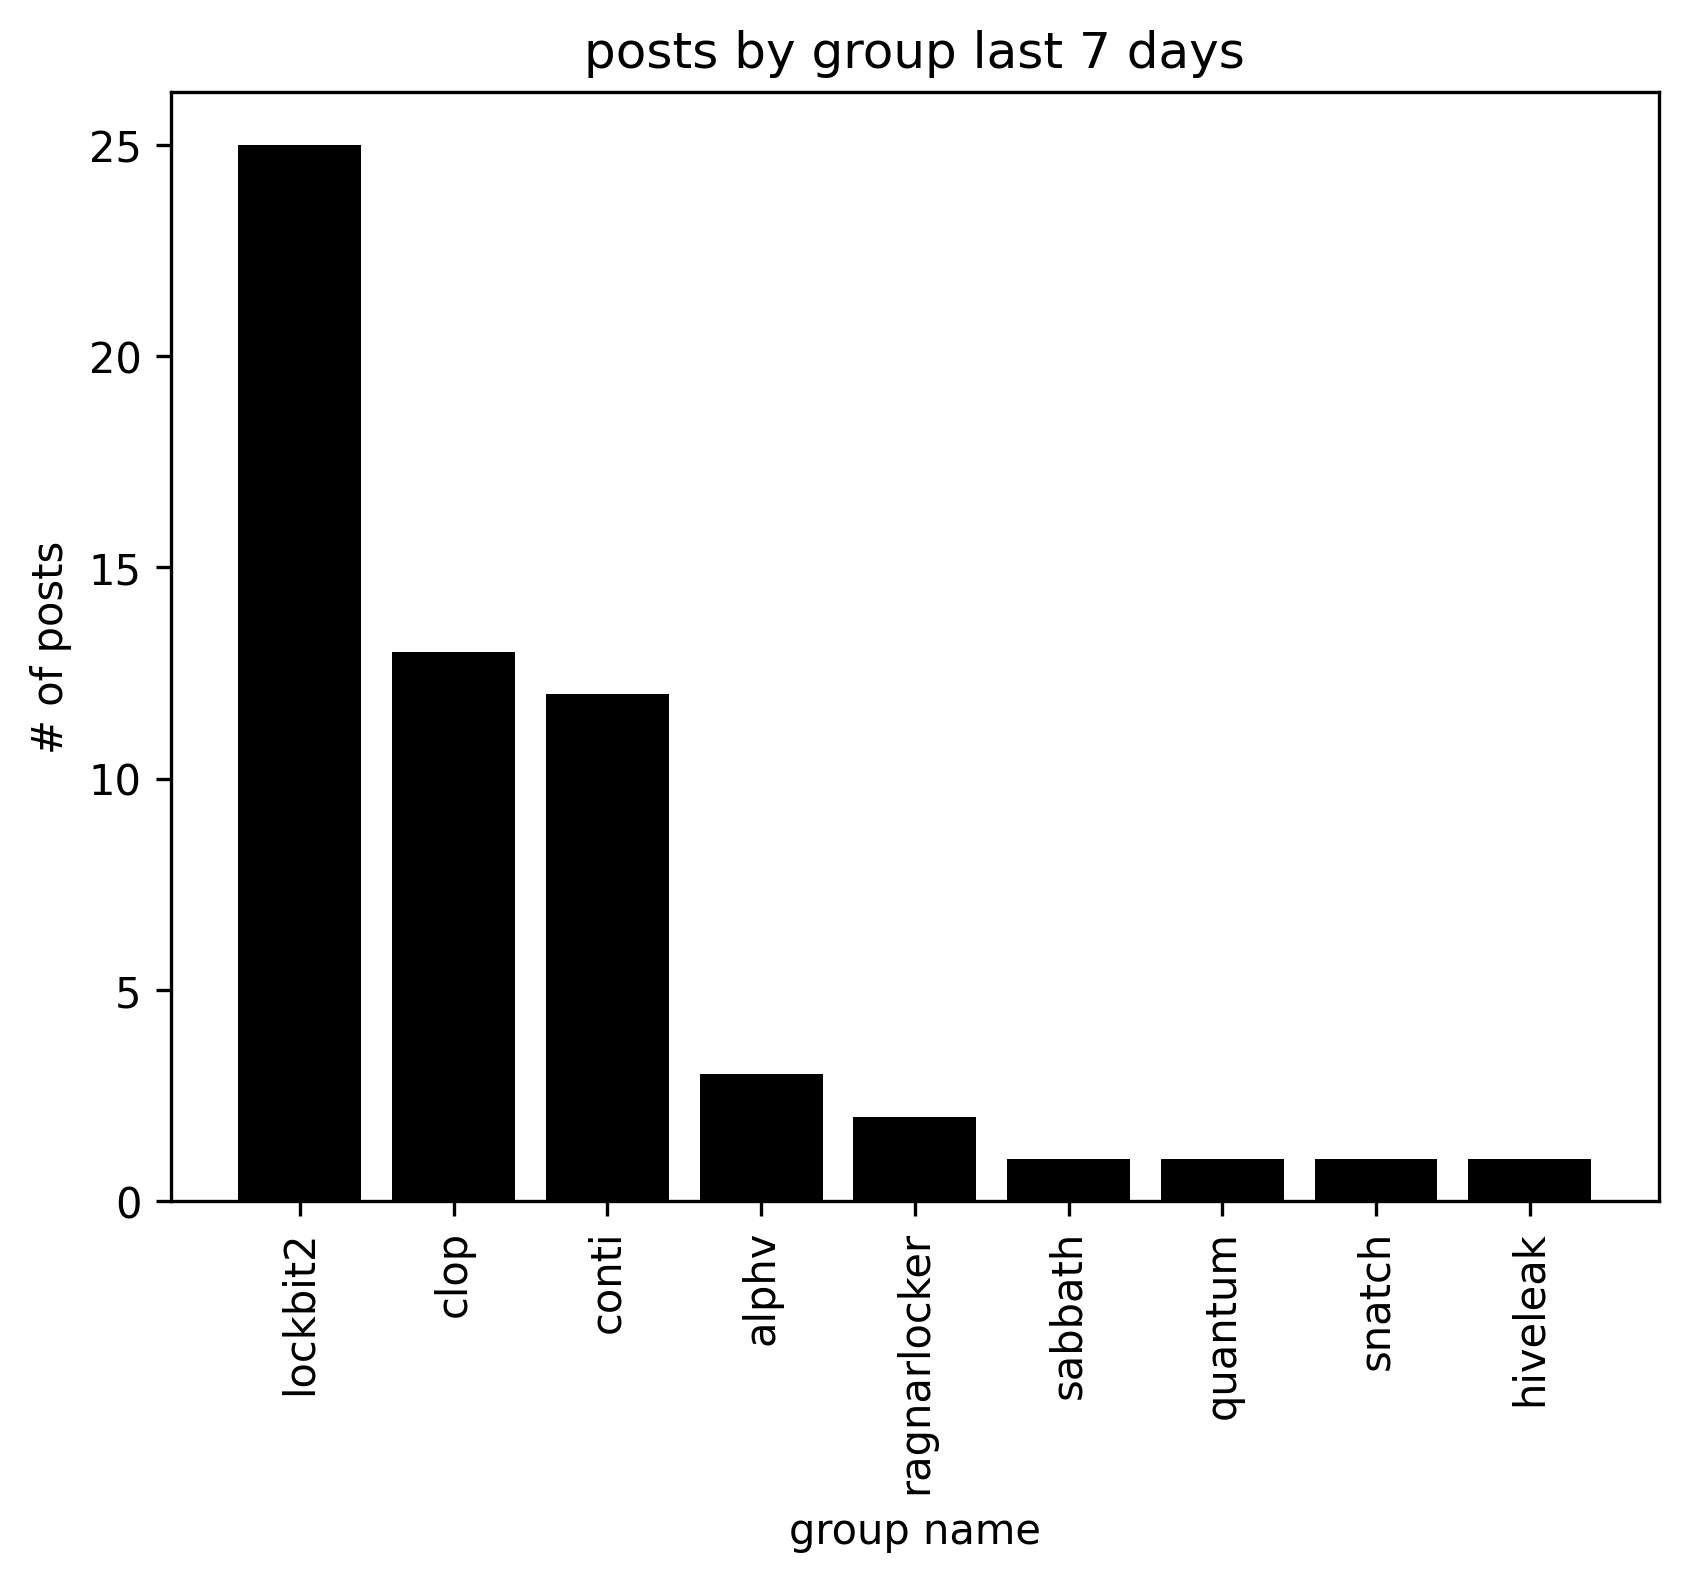 posts by group last 7 days
# of posts
25
20
15
10
5
0
lockbit2
clop
conti
alphv
ragnarlocker
sabbath
quantum
snatch
hiveleak
group name